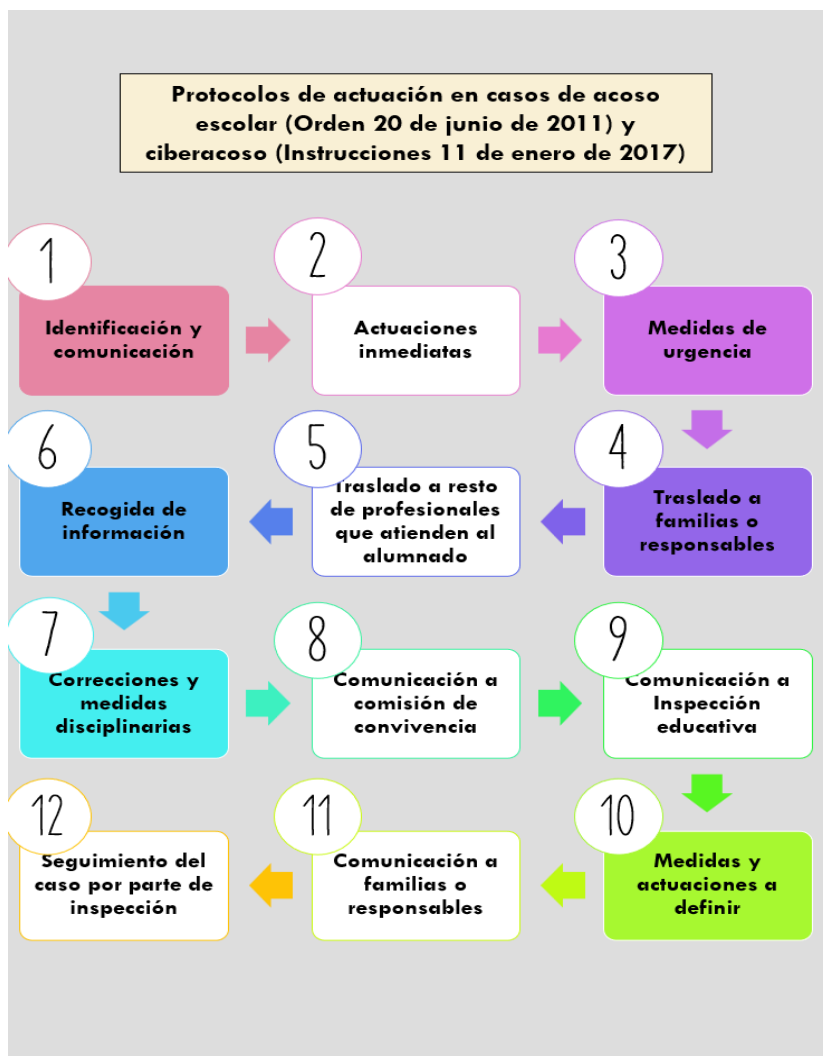 Protocolos de actuación en casos de acoso
escolar (Orden 20 de junio de 2011) y
ciberacoso (Instrucciones 11 de enero de 2017)
1
Identificación y
comunicación
2
Actuaciones
inmediatas
3
Medidas de
urgencia
4
Traslado a
familias o
responsables
5
Traslado a resto
de profesionales
que atienden al
alumnado
6
Recogida de
información
7
Correcciones y
medidas
disciplinarias
8
Comunicación a
comisión de
convivencia
9
Comunicación a
Inspección
educativa
10
Medidas y
actuaciones a
definir
11
Comunicación a
familias o
responsables
12
Seguimiento del
caso por parte de
inspección